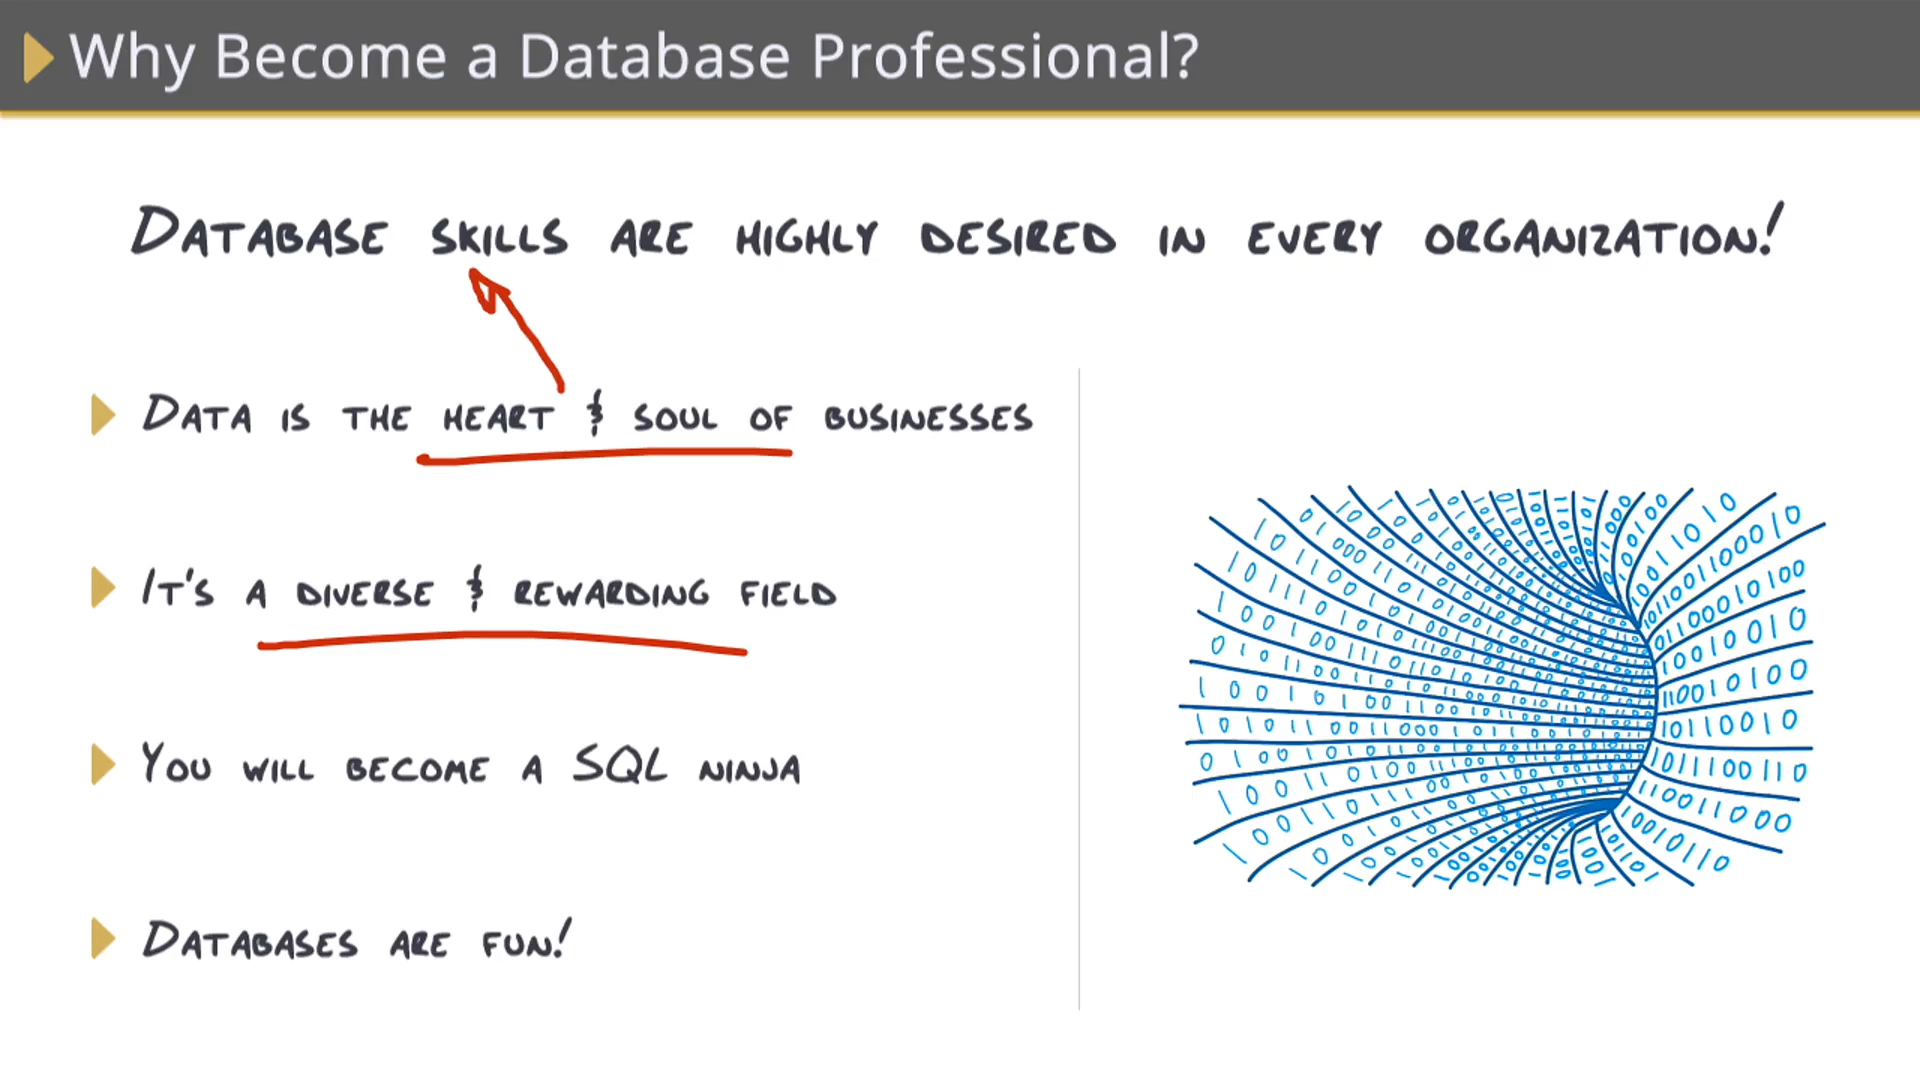 Why Become a Database Professional?
Database skills are highly desired in every organization!
Data is the heart & soul of businesses
It's a diverse & rewarding field
You will become a SQL ninja
Databases are fun!